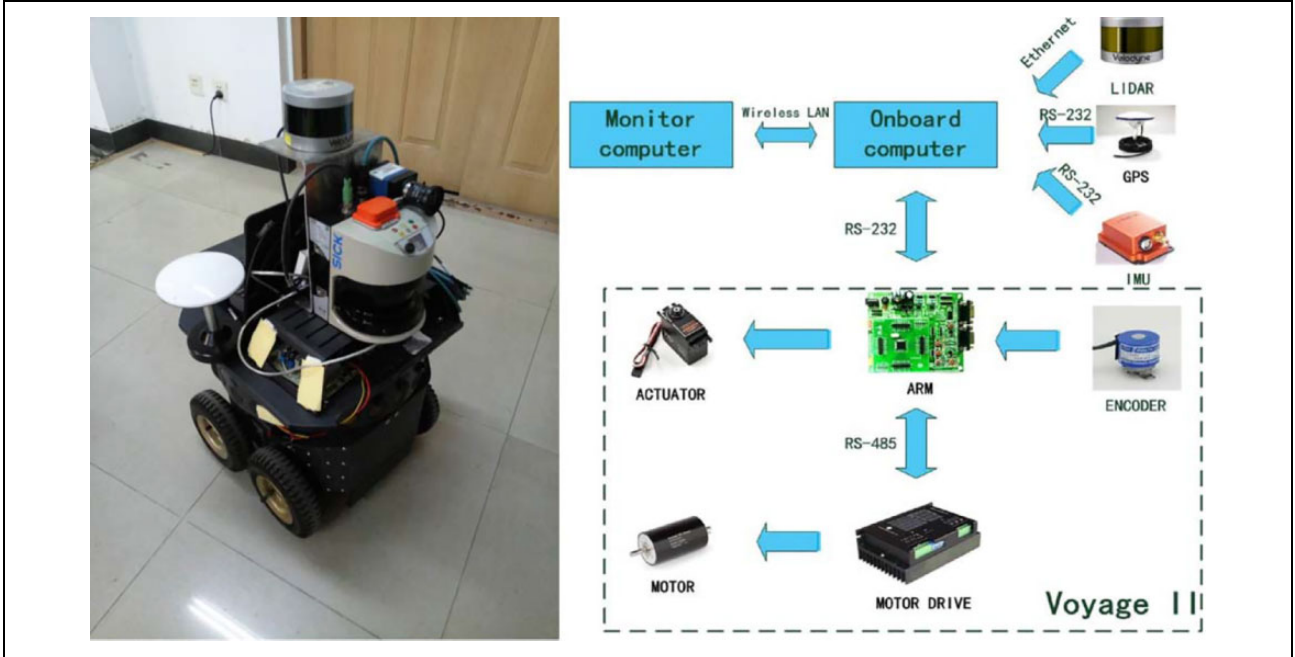 SICK
Ethernet
Velodyne
LIDAR
Monitor
computer
Wireless LAN
Onboard
computer
RS-232
GPS
RS-232
RS-232
IMU
ACTUATOR
ARM
ENCODER
RS-485
MOTOR
MOTOR DRIVE
Voyage II